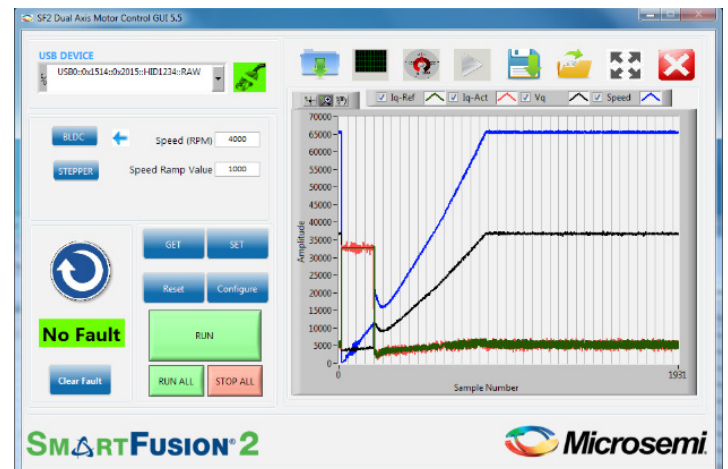 SF2 Dual Axis Motor Control GUI 5.5
USB DEVICE
USB0::0x1514::0x2015::HID1234::RAW
BLDC
Speed (RPM)
4000
STEPPER
Speed Ramp Value
1000
GET
SET
Reset
Configure
No Fault
RUN
Clear Fault
RUN ALL
STOP ALL
Iq-Ref
Iq-Act
Vq
Speed
70000
65000
60000
55000
50000
45000
40000
35000
30000
25000
20000
15000
10000
5000
0
Amplitude
0
1931
Sample Number
SMARTFUSION®2
Microsemi.